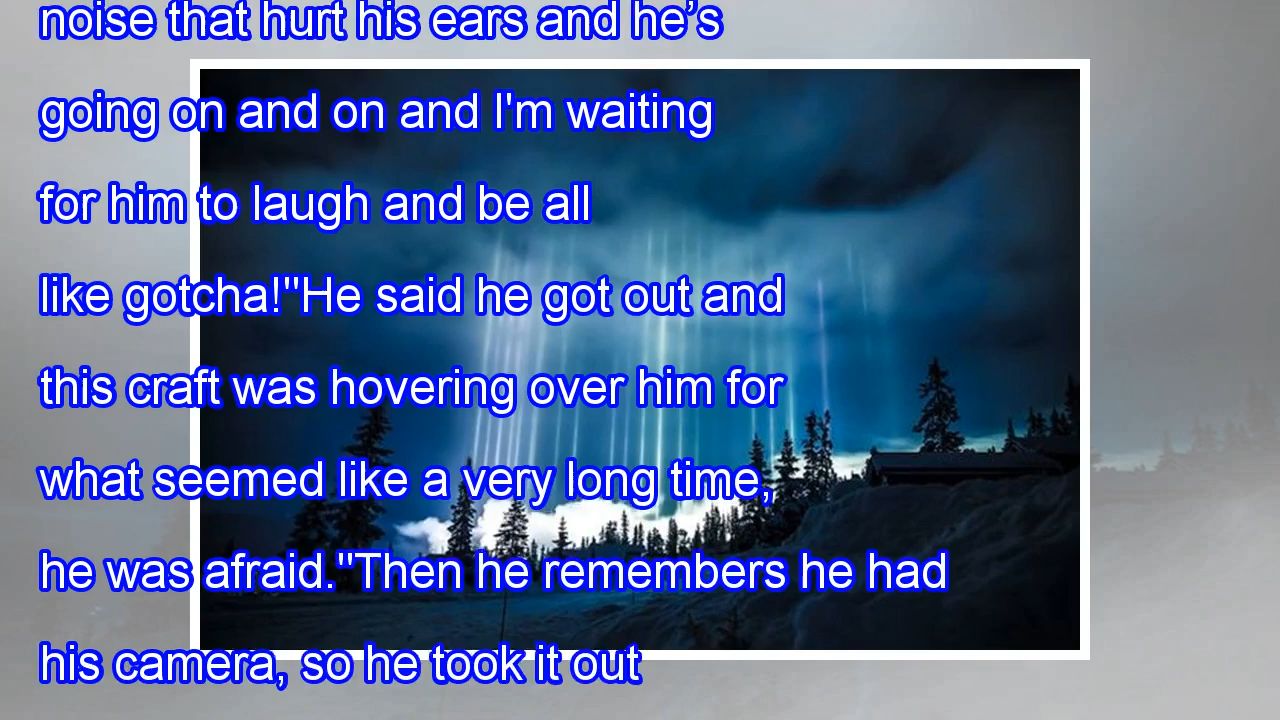 noise that hurt his ears and he’s
going on and on and I'm waiting
for him to laugh and be all
like gotcha!"He said he got out and
this craft was hovering over him for
what seemed like a very long time,
he was afraid."Then he remembers he had
his camera, so he took it out